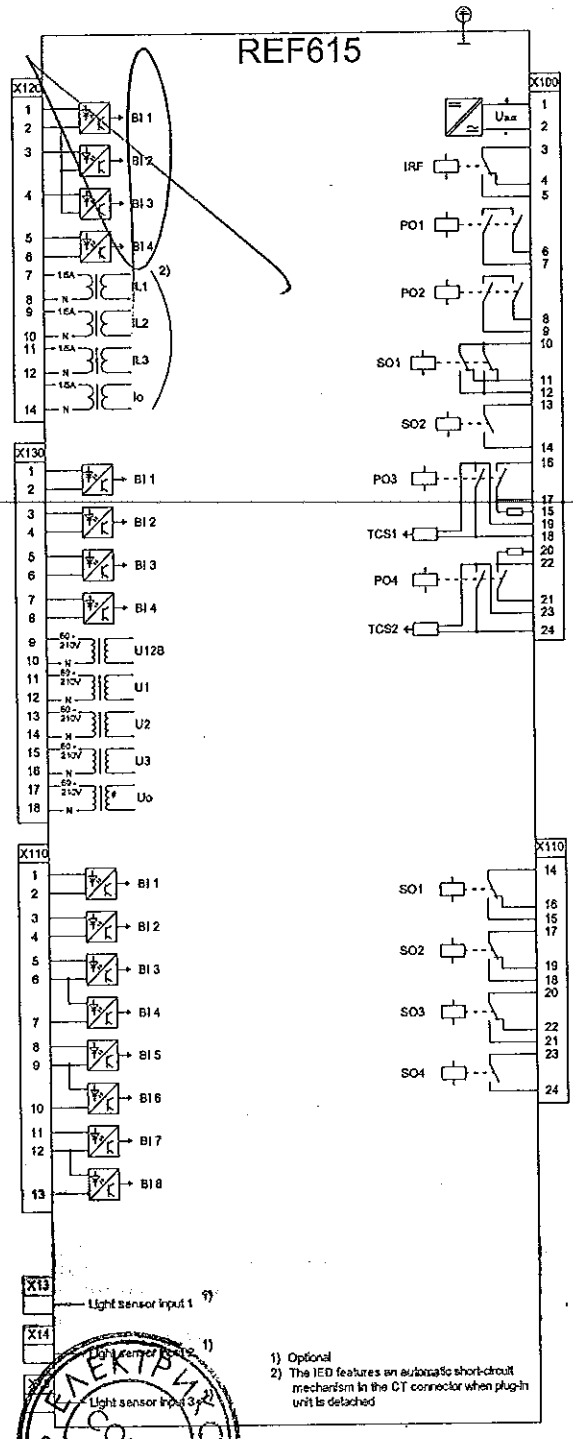 REF615
X120
1
2
BI 1
3
BI 2
4
BI 3
5
6
BI 4
7
1/5A
2)
8
N
IL1
9
1/5A
10
N
IL2
11
1/5A
12
N
IL3
1/5A
14
N
Io
X130
1
2
BI 1
3
4
BI 2
5
6
BI 3
7
8
BI 4
9
60 -
210V
10
N
U12B
11
60 -
210V
12
N
U1
13
60 -
210V
14
N
U2
15
60 -
210V
16
N
U3
17
60 -
210V
18
N
Uo
X110
1
2
BI 1
3
4
BI 2
5
6
BI 3
7
BI 4
8
9
BI 5
10
BI 6
11
12
BI 7
13
BI 8
X13
Light sensor input 1 1)
X14
1)
Light sensor input 3
X100
1
2
3
IRF
4
5
PO1
6
7
PO2
8
9
10
SO1
11
12
13
SO2
14
16
PO3
17
15
19
TCS1
18
20
22
PO4
21
23
TCS2
24
X110
14
SO1
16
15
17
SO2
19
18
20
SO3
22
21
23
SO4
24
1) Optional
2) The IED features an automatic short-circuit
mechanism in the CT connector when plug-in
unit is detached